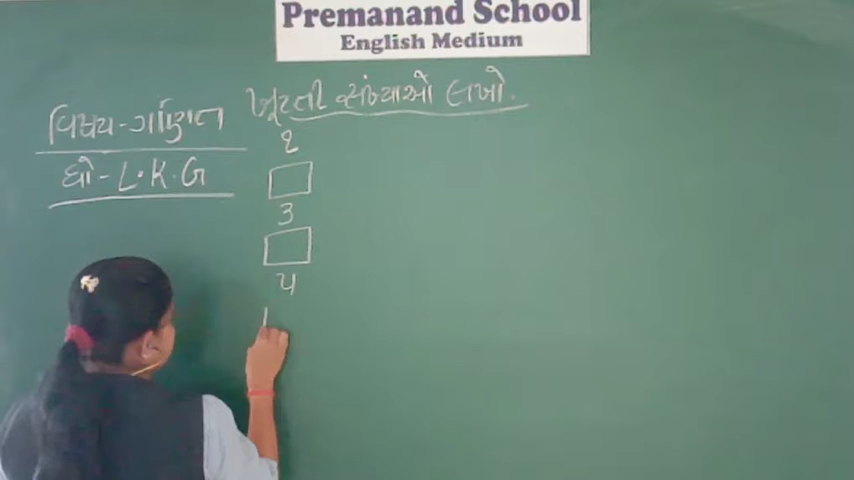 Premanand School
English Medium
ખૂટતી સંખ્યાઓ લખો.
વિષય-ગણિત
ધો-L.K.G
૧
૩
૫